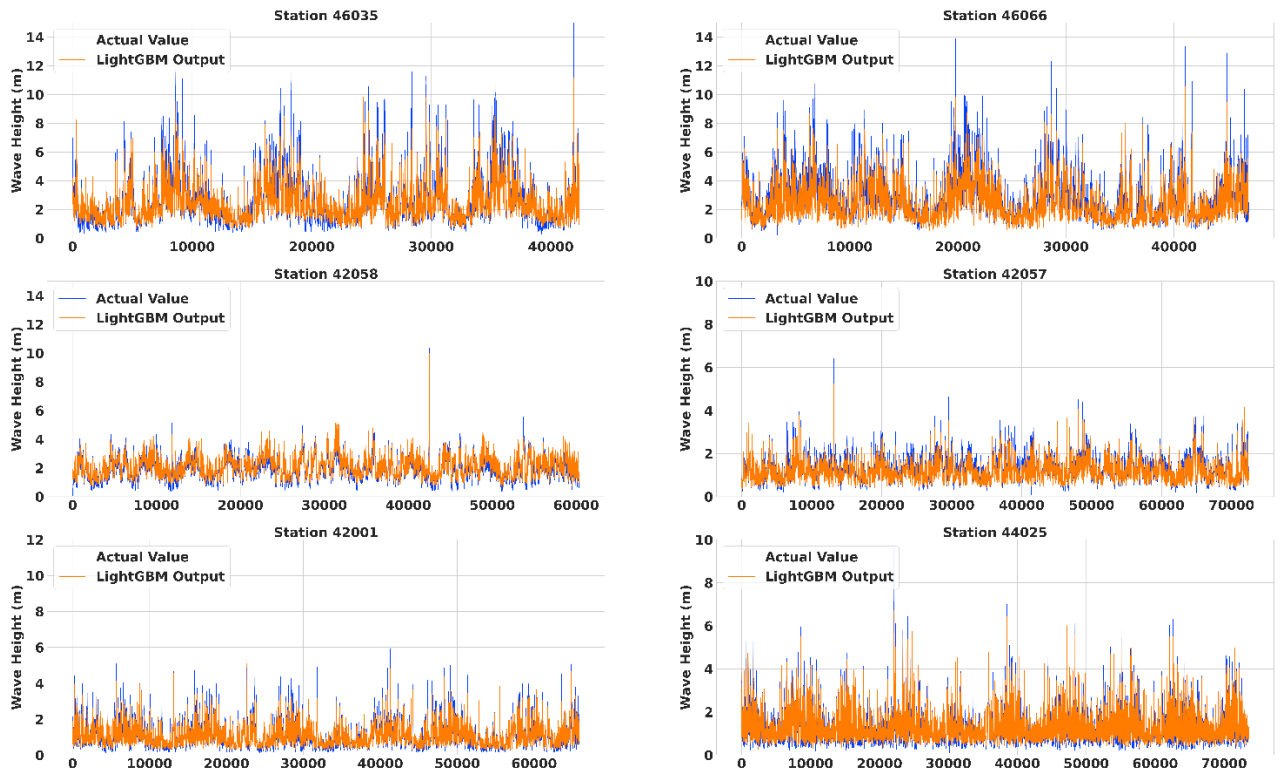 Station 46035
Wave Height (m)
14
12
10
8
6
4
2
0
Actual Value
LightGBM Output
0 10000 20000 30000 40000
Station 46066
Wave Height (m)
14
12
10
8
6
4
2
0
Actual Value
LightGBM Output
0 10000 20000 30000 40000
Station 42058
Wave Height (m)
14
12
10
8
6
4
2
0
Actual Value
LightGBM Output
0 10000 20000 30000 40000 50000 60000
Station 42057
Wave Height (m)
10
8
6
4
2
0
Actual Value
LightGBM Output
0 10000 20000 30000 40000 50000 60000 70000
Station 42001
Wave Height (m)
12
10
8
6
4
2
0
Actual Value
LightGBM Output
0 10000 20000 30000 40000 50000 60000
Station 44025
Wave Height (m)
10
8
6
4
2
0
Actual Value
LightGBM Output
0 10000 20000 30000 40000 50000 60000 70000